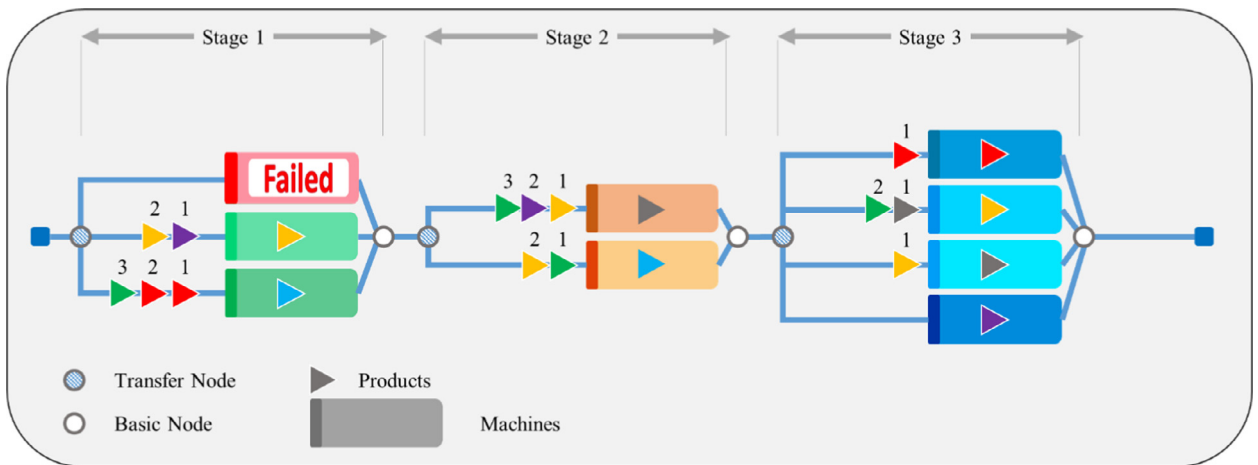 Stage 1 Stage 2 Stage 3
1
Failed
3 2 1
2 1
2 1
2 1
1
3 2 1
Transfer Node Products
Basic Node Machines